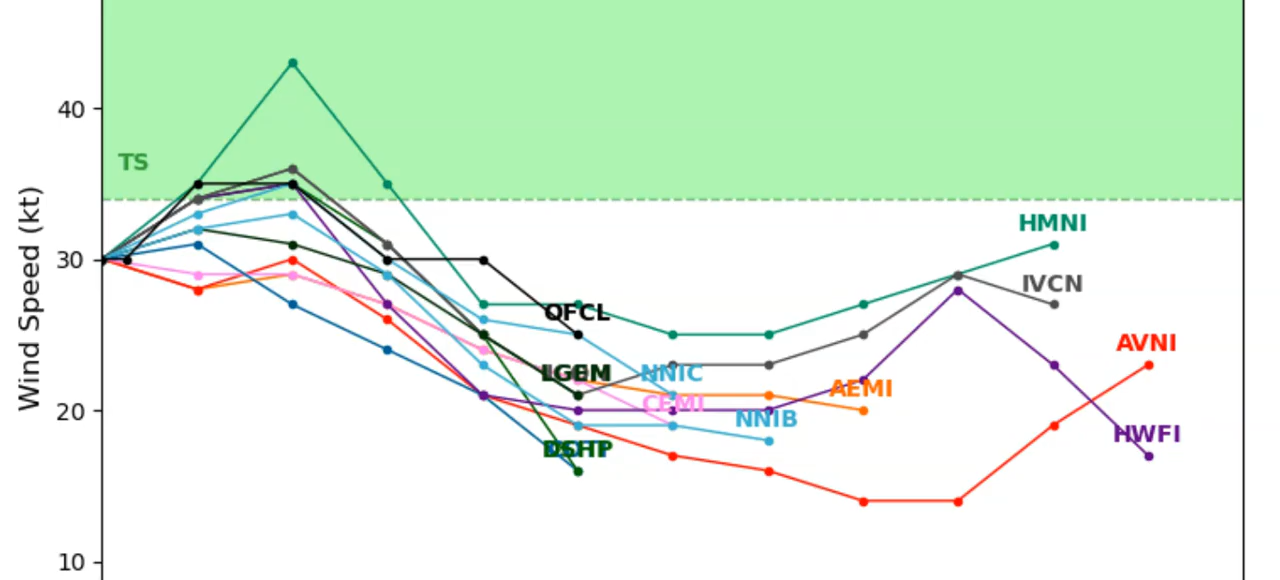 40
TS
30
20
10
Wind Speed (kt)
HMNI
IVCN
OFCL
AVNI
NNIC
AEMI
CEMI
NNIB
HWFI
LGEM
DSHP